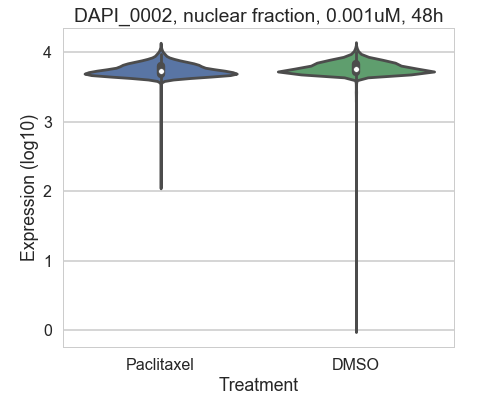 DAPI_0002, nuclear fraction, 0.001uM, 48h
Expression (log10)
4
3
2
1
0
Paclitaxel DMSO
Treatment